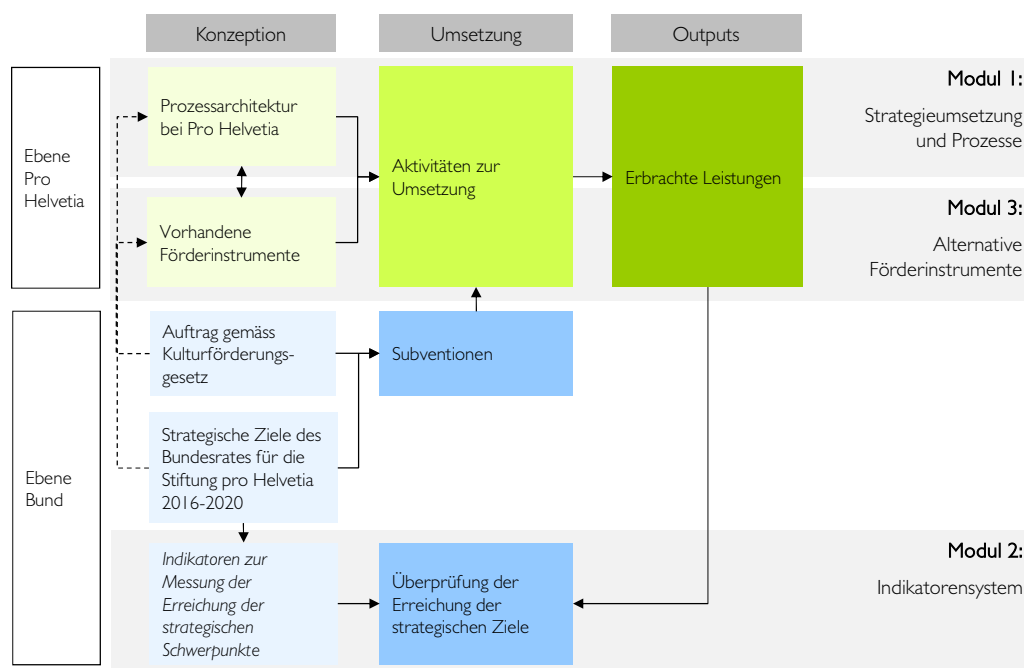 Konzeption
Umsetzung
Outputs
Ebene
Pro
Helvetia
Prozessarchitektur
bei Pro Helvetia
Vorhandene
Förderinstrumente
Aktivitäten zur
Umsetzung
Erbrachte Leistungen
Modul 1:
Strategieumsetzung
und Prozesse
Modul 3:
Alternative
Förderinstrumente
Ebene
Bund
Auftrag gemäss
Kulturförderungs-
gesetz
Subventionen
Strategische Ziele des
Bundesrates für die
Stiftung pro Helvetia
2016-2020
Indikatoren zur
Messung der
Erreichung der
strategischen
Schwerpunkte
Überprüfung der
Erreichung der
strategischen Ziele
Modul 2:
Indikatorensystem